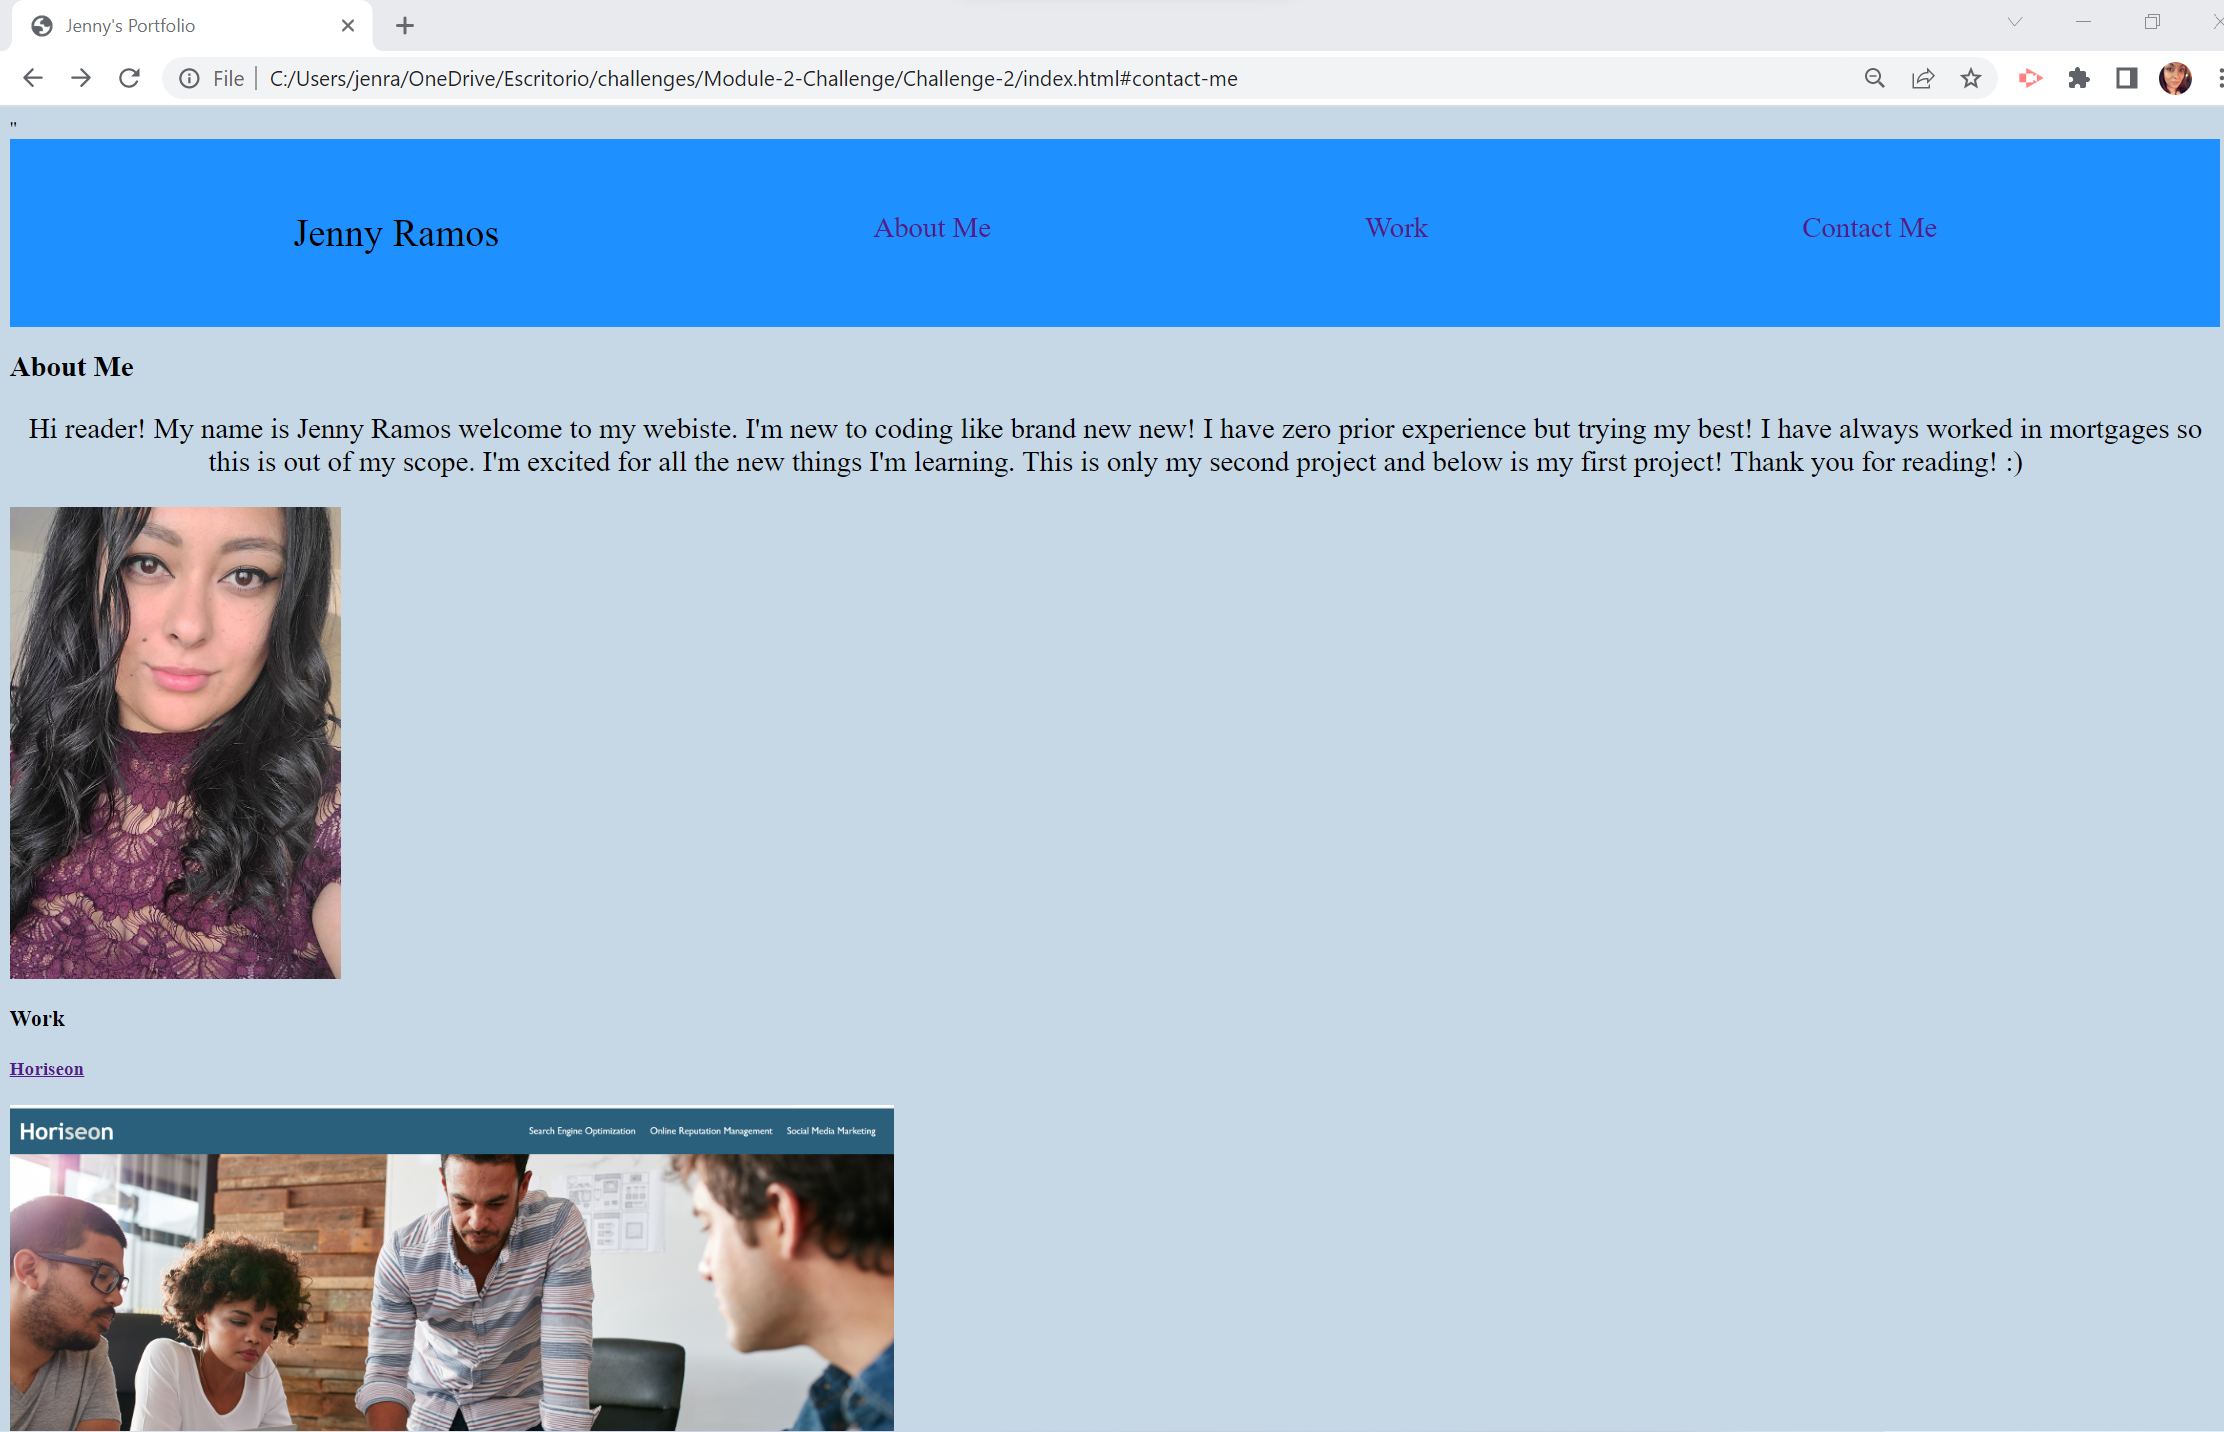 Jenny's Portfolio
File | C:/Users/jenra/OneDrive/Escritorio/challenges/Module-2-Challenge/Challenge-2/index.html#contact-me
"
Jenny Ramos About Me Work Contact Me
About Me
Hi reader! My name is Jenny Ramos welcome to my webiste. I'm new to coding like brand new new! I have zero prior experience but trying my best! I have always worked in mortgages so
this is out of my scope. I'm excited for all the new things I'm learning. This is only my second project and below is my first project! Thank you for reading! :)
Work
Horiseon
Horiseon Search Engine Optimization Online Reputation Management Social Media Marketing